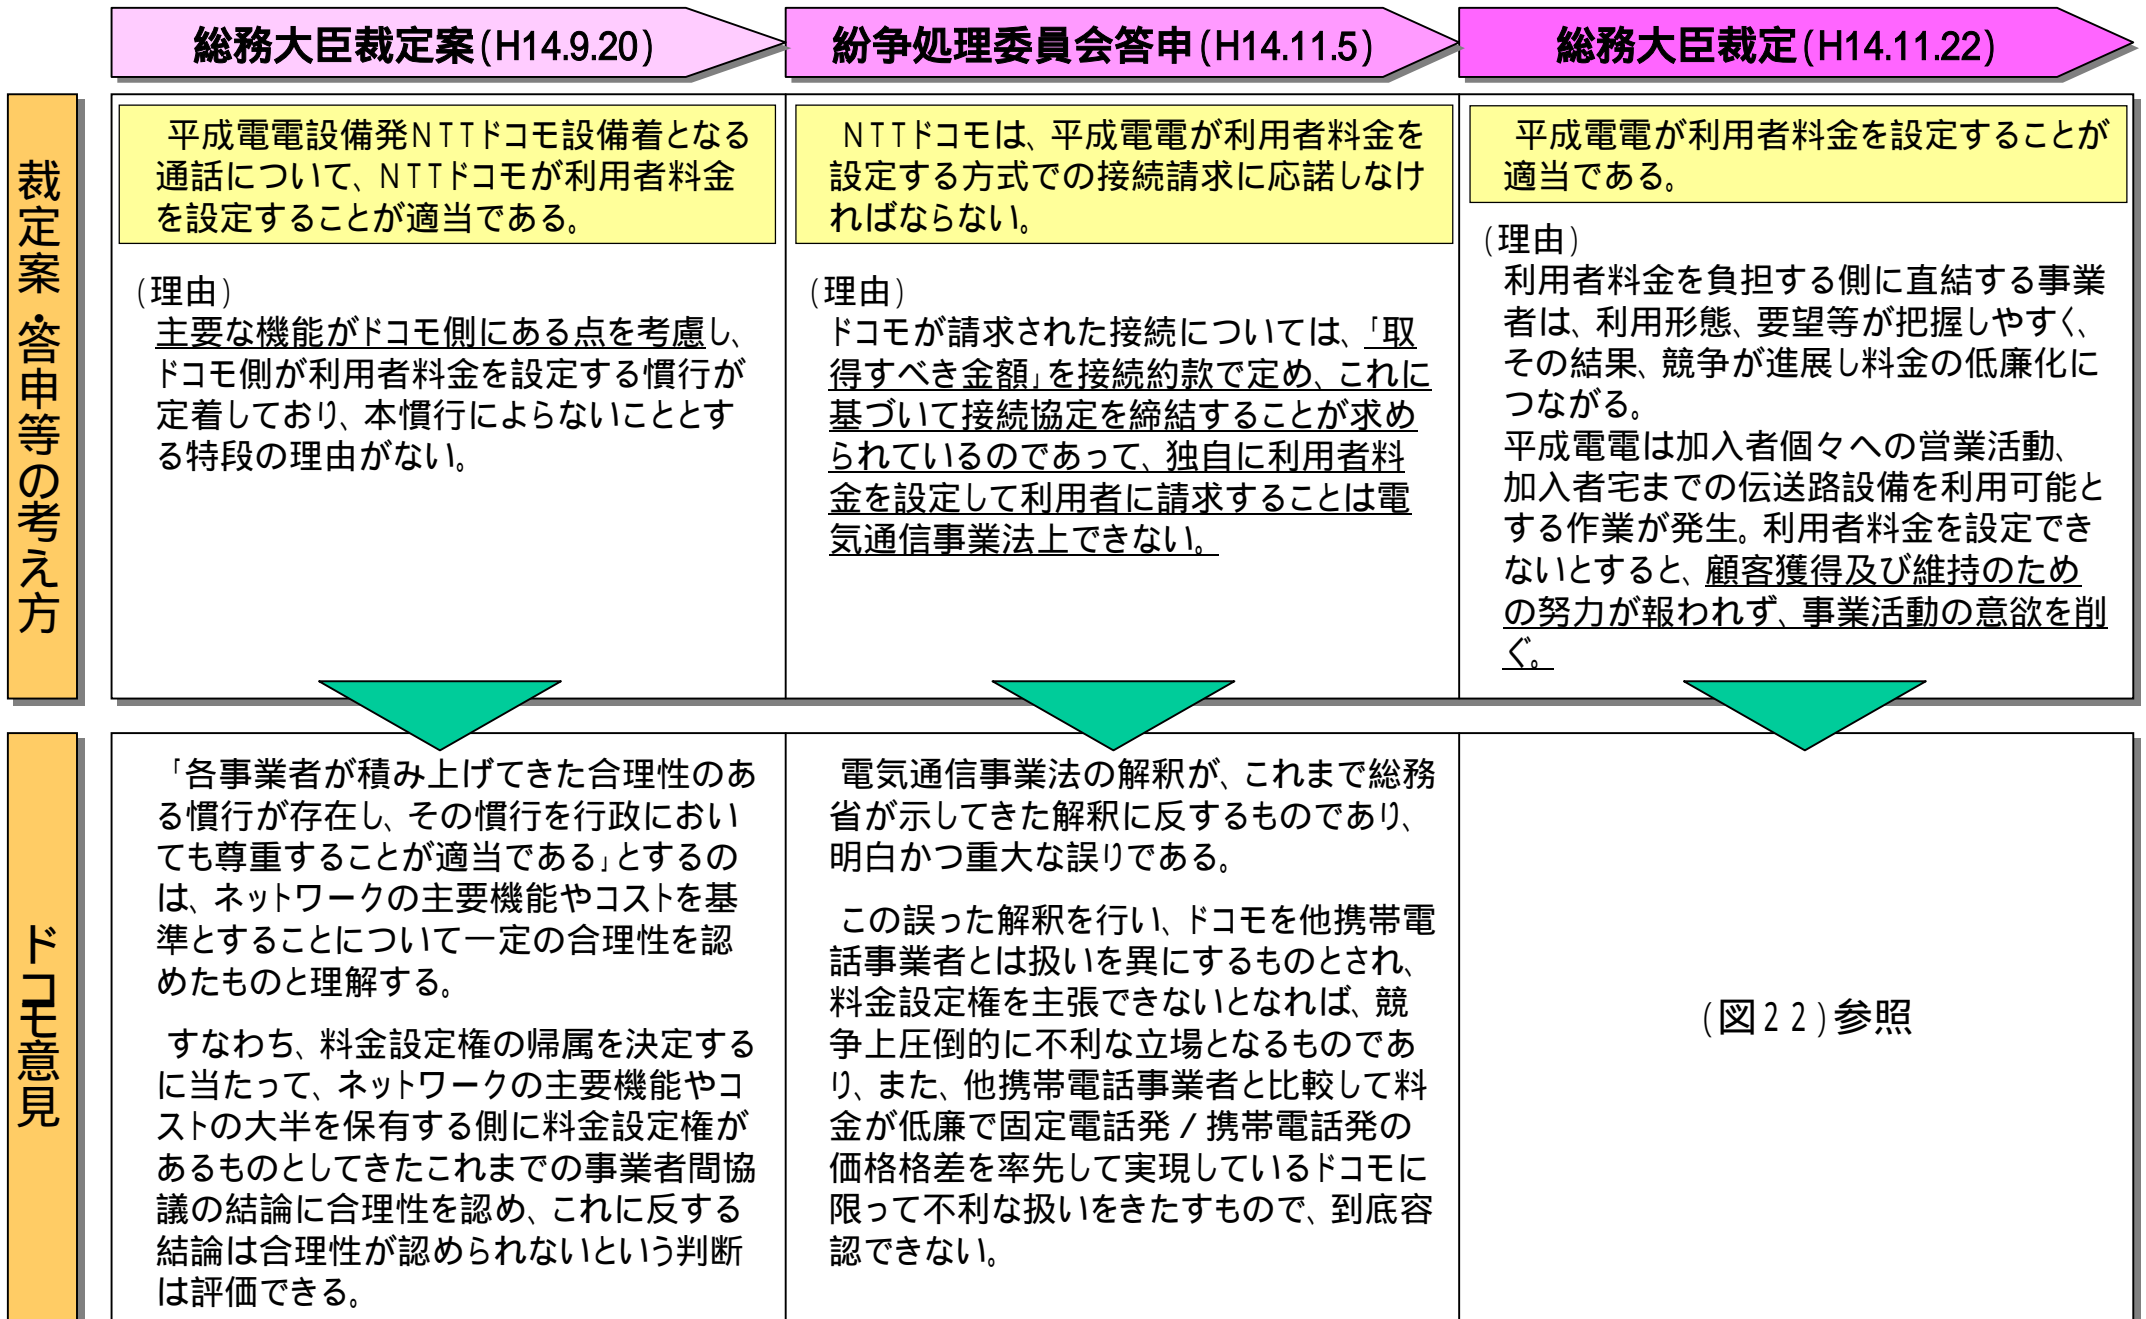 総務大臣裁定案(H14.9.20)
紛争処理委員会答申(H14.11.5)
総務大臣裁定(H14.11.22)
裁定案・答申等の考え方
平成電電設備発NTTドコモ設備着となる
通話について、NTTドコモが利用者料金
を設定することが適当である。
(理由)
主要な機能がドコモ側にある点を考慮し、
ドコモ側が利用者料金を設定する慣行が
定着しており、本慣行によらないこととす
る特段の理由がない。
NTTドコモは、平成電電が利用者料金を
設定する方式での接続請求に応諾しなけ
ればならない。
(理由)
ドコモが請求された接続については、「取
得すべき金額」を接続約款で定め、これに
基づいて接続協定を締結することが求め
られているのであって、独自に利用者料
金を設定して利用者に請求することは電
気通信事業法上できない。
平成電電が利用者料金を設定することが
適当である。
(理由)
利用者料金を負担する側に直結する事業
者は、利用形態、要望等が把握しやすく、
その結果、競争が進展し料金の低廉化に
つながる。
平成電電は加入者個々への営業活動、
加入者宅までの伝送路設備を利用可能と
する作業が発生。利用者料金を設定でき
ないとすると、顧客獲得及び維持のため
の努力が報われず、事業活動の意欲を削
ぐ。
ドコモ意見
「各事業者が積み上げてきた合理性のあ
る慣行が存在し、その慣行を行政におい
ても尊重することが適当である」とするの
は、ネットワークの主要機能やコストを基
準とすることについて一定の合理性を認
めたものと理解する。
すなわち、料金設定権の帰属を決定する
に当たって、ネットワークの主要機能やコ
ストの大半を保有する側に料金設定権が
あるものとしてきたこれまでの事業者間協
議の結論に合理性を認め、これに反する
結論は合理性が認められないという判断
は評価できる。
電気通信事業法の解釈が、これまで総務
省が示してきた解釈に反するものであり、
明白かつ重大な誤りである。
この誤った解釈を行い、ドコモを他携帯電
話事業者とは扱いを異にするものとされ、
料金設定権を主張できないとなれば、競
争上圧倒的に不利な立場となるものであ
り、また、他携帯電話事業者と比較して料
金が低廉で固定電話発/携帯電話発の
価格格差を率先して実現しているドコモに
限って不利な扱いをきたすもので、到底容
認できない。
(図22)参照